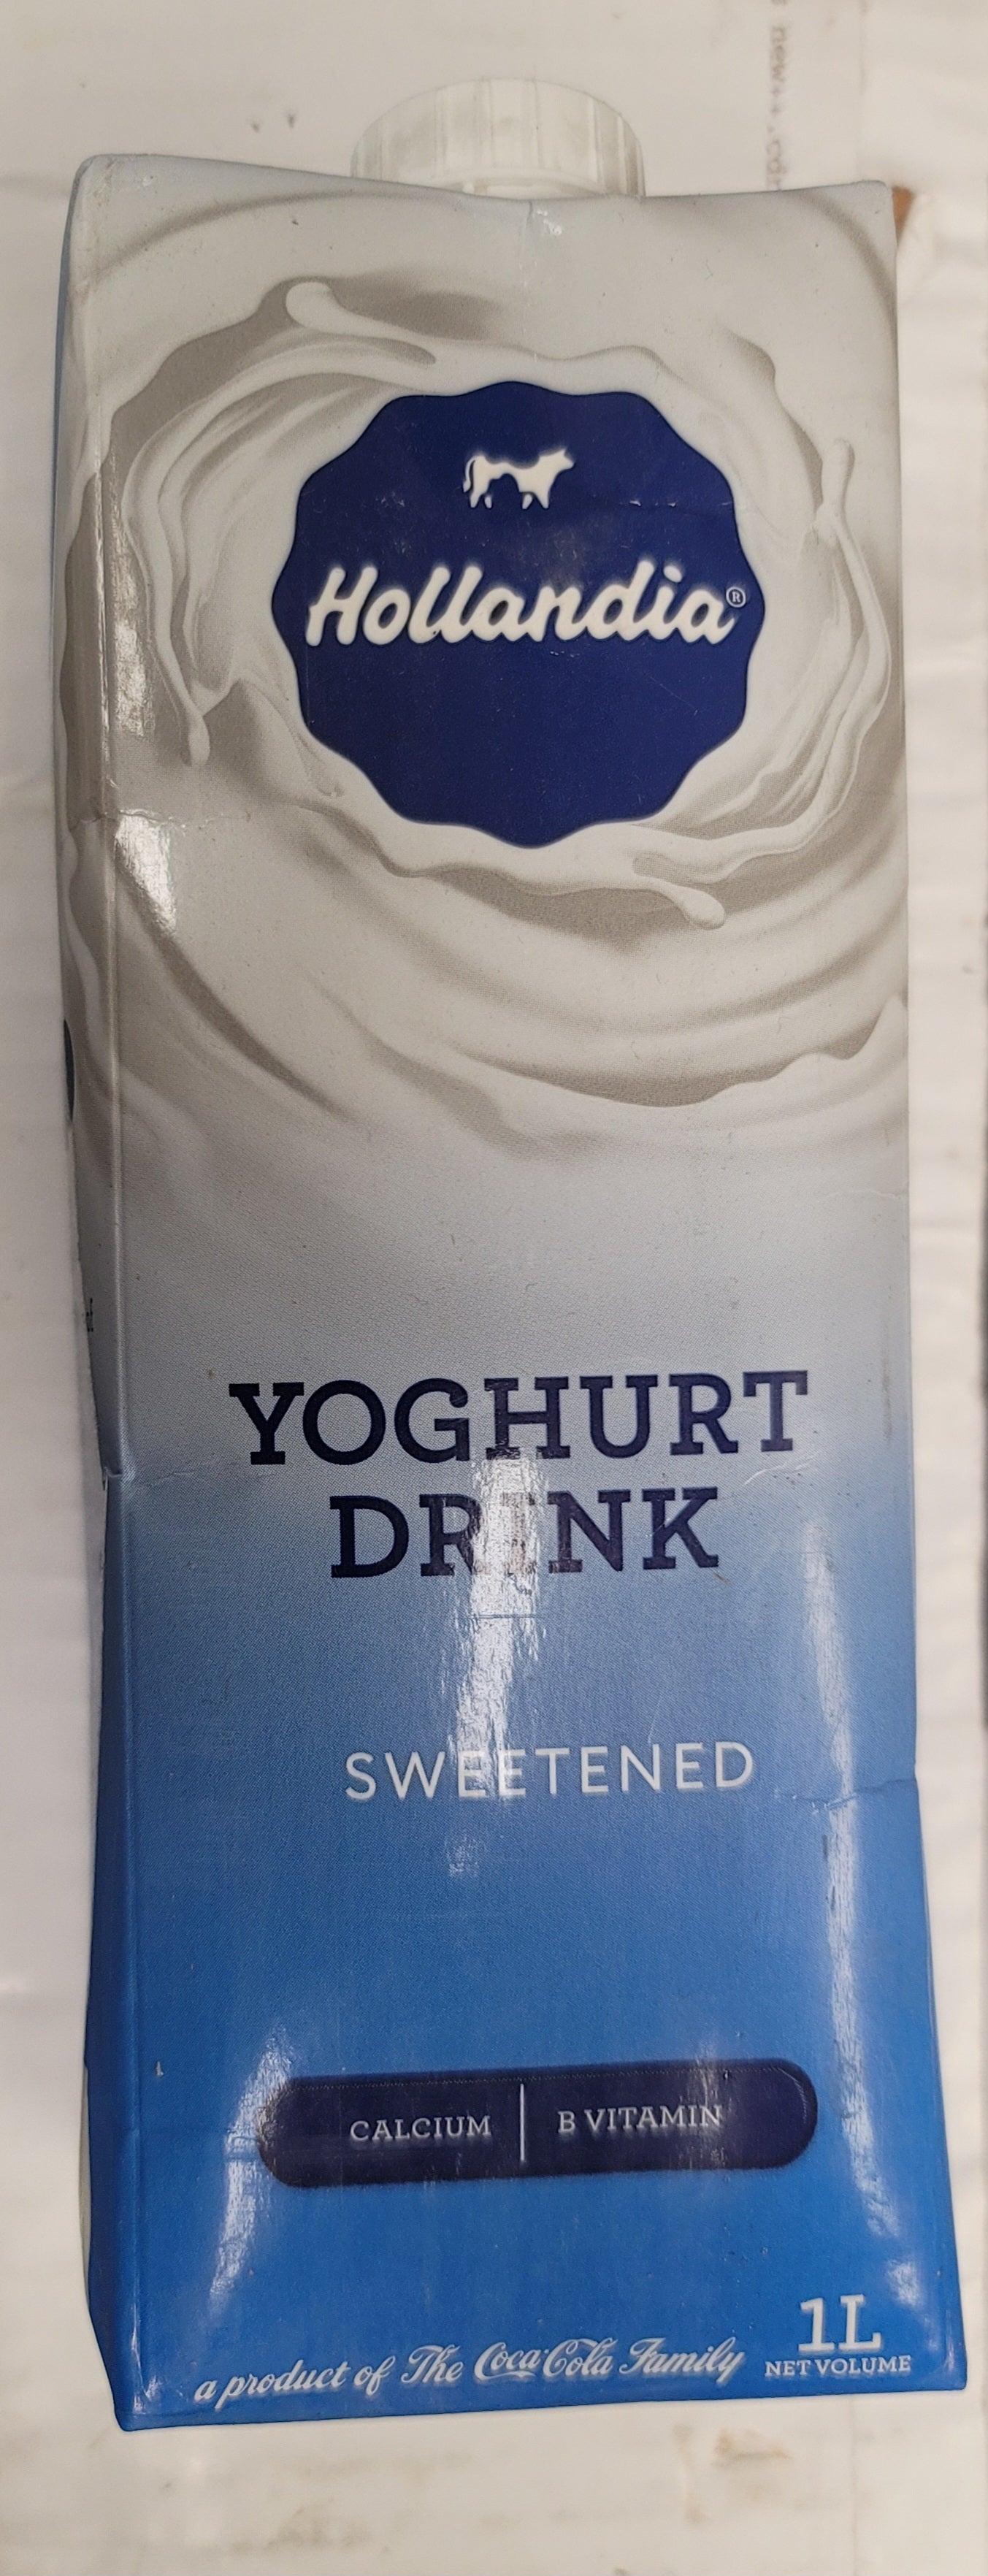 Hollandia®
YOGHURT
DRINK
SWEETENED
CALCIUM | B VITAMIN
1L
NET VOLUME
a product of The Coca-Cola Family